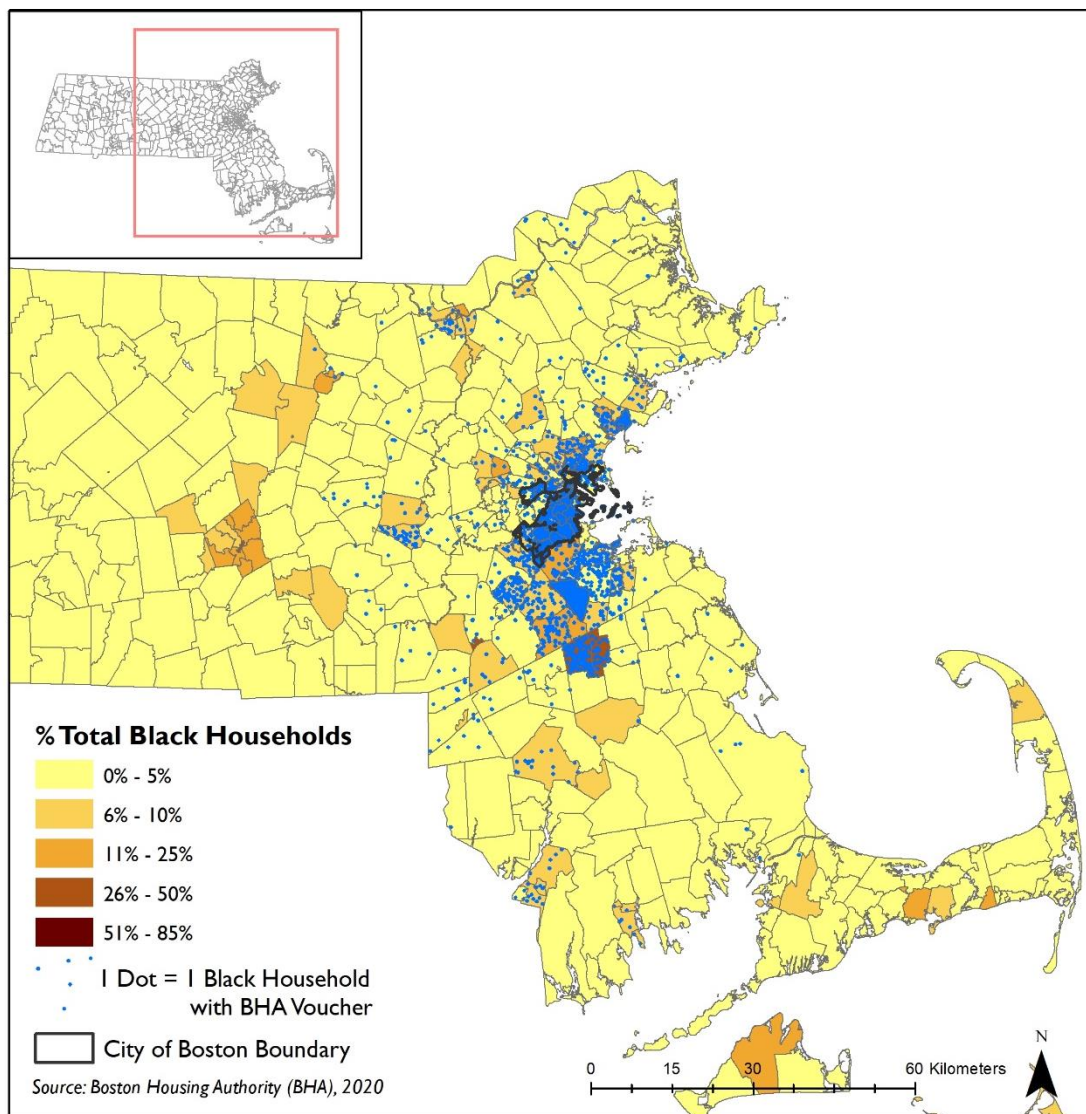 % Total Black Households
0% - 5%
6% - 10%
11% - 25%
26% - 50%
51% - 85%
1 Dot = 1 Black Household
with BHA Voucher
City of Boston Boundary
Source: Boston Housing Authority (BHA), 2020
0 15 30 60 Kilometers
N